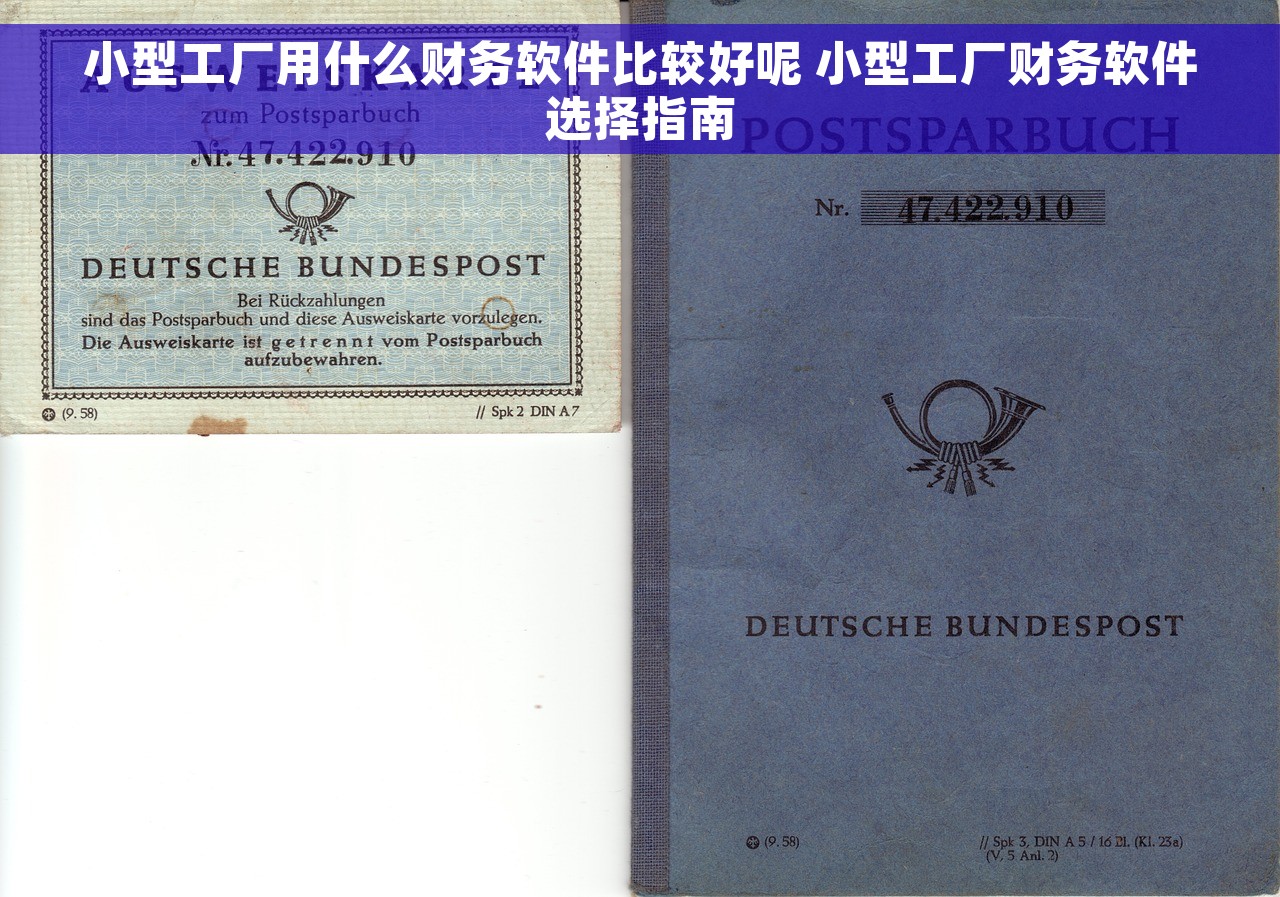 小型工厂用什么财务软件比较好呢 小型工厂财务软件
选择指南
AUSWEISKARTE
zum Postsparbuch
Nr. 47.422.910
DEUTSCHE BUNDESPOST
Bei Rückzahlungen
sind das Postsparbuch und diese Ausweiskarte vorzulegen.
Die Ausweiskarte ist getrennt vom Postsparbuch
aufzubewahren.
(9. 58)
// Spk 2 DIN A 7
POSTSPARBUCH
Nr. 47.422.910
DEUTSCHE BUNDESPOST
(9. 58)
// Spk 3, DIN A 5 / 16 Bl. (Kl. 23a)
(V, 5 Anl. 2)